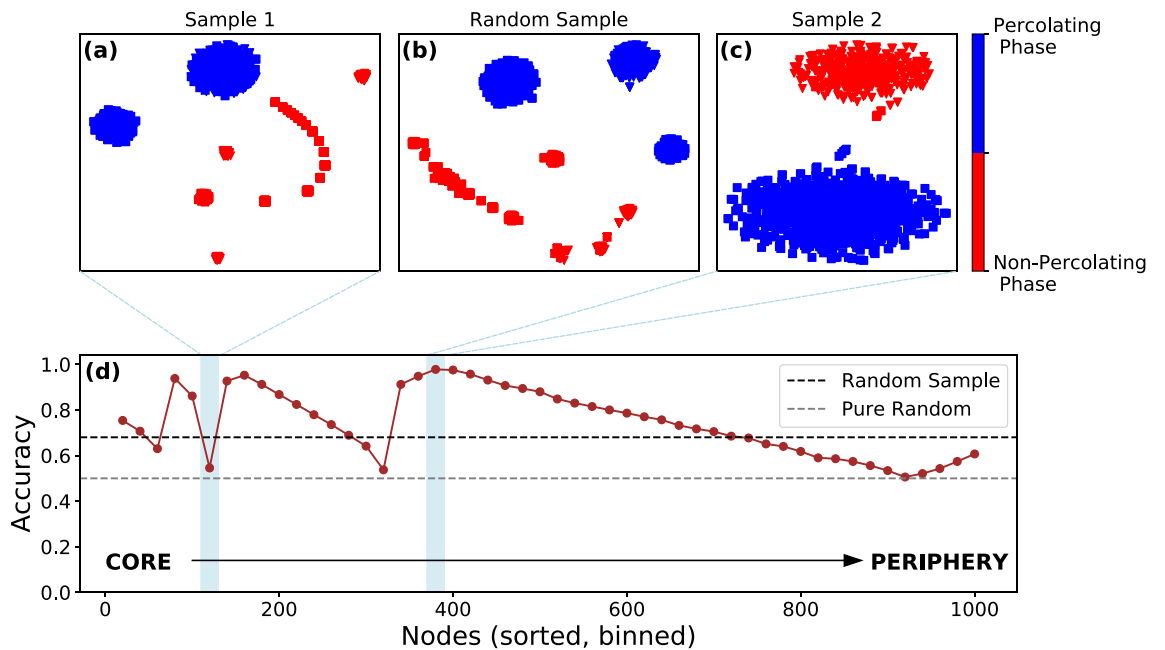 Sample 1
Random Sample
Sample 2
(a)
(b)
(c)
Percolating
Phase
Non-Percolating
Phase
(d)
1.0
0.8
0.6
0.4
0.2
0.0
Accuracy
Random Sample
Pure Random
CORE
PERIPHERY
0
200
400
600
800
1000
Nodes (sorted, binned)